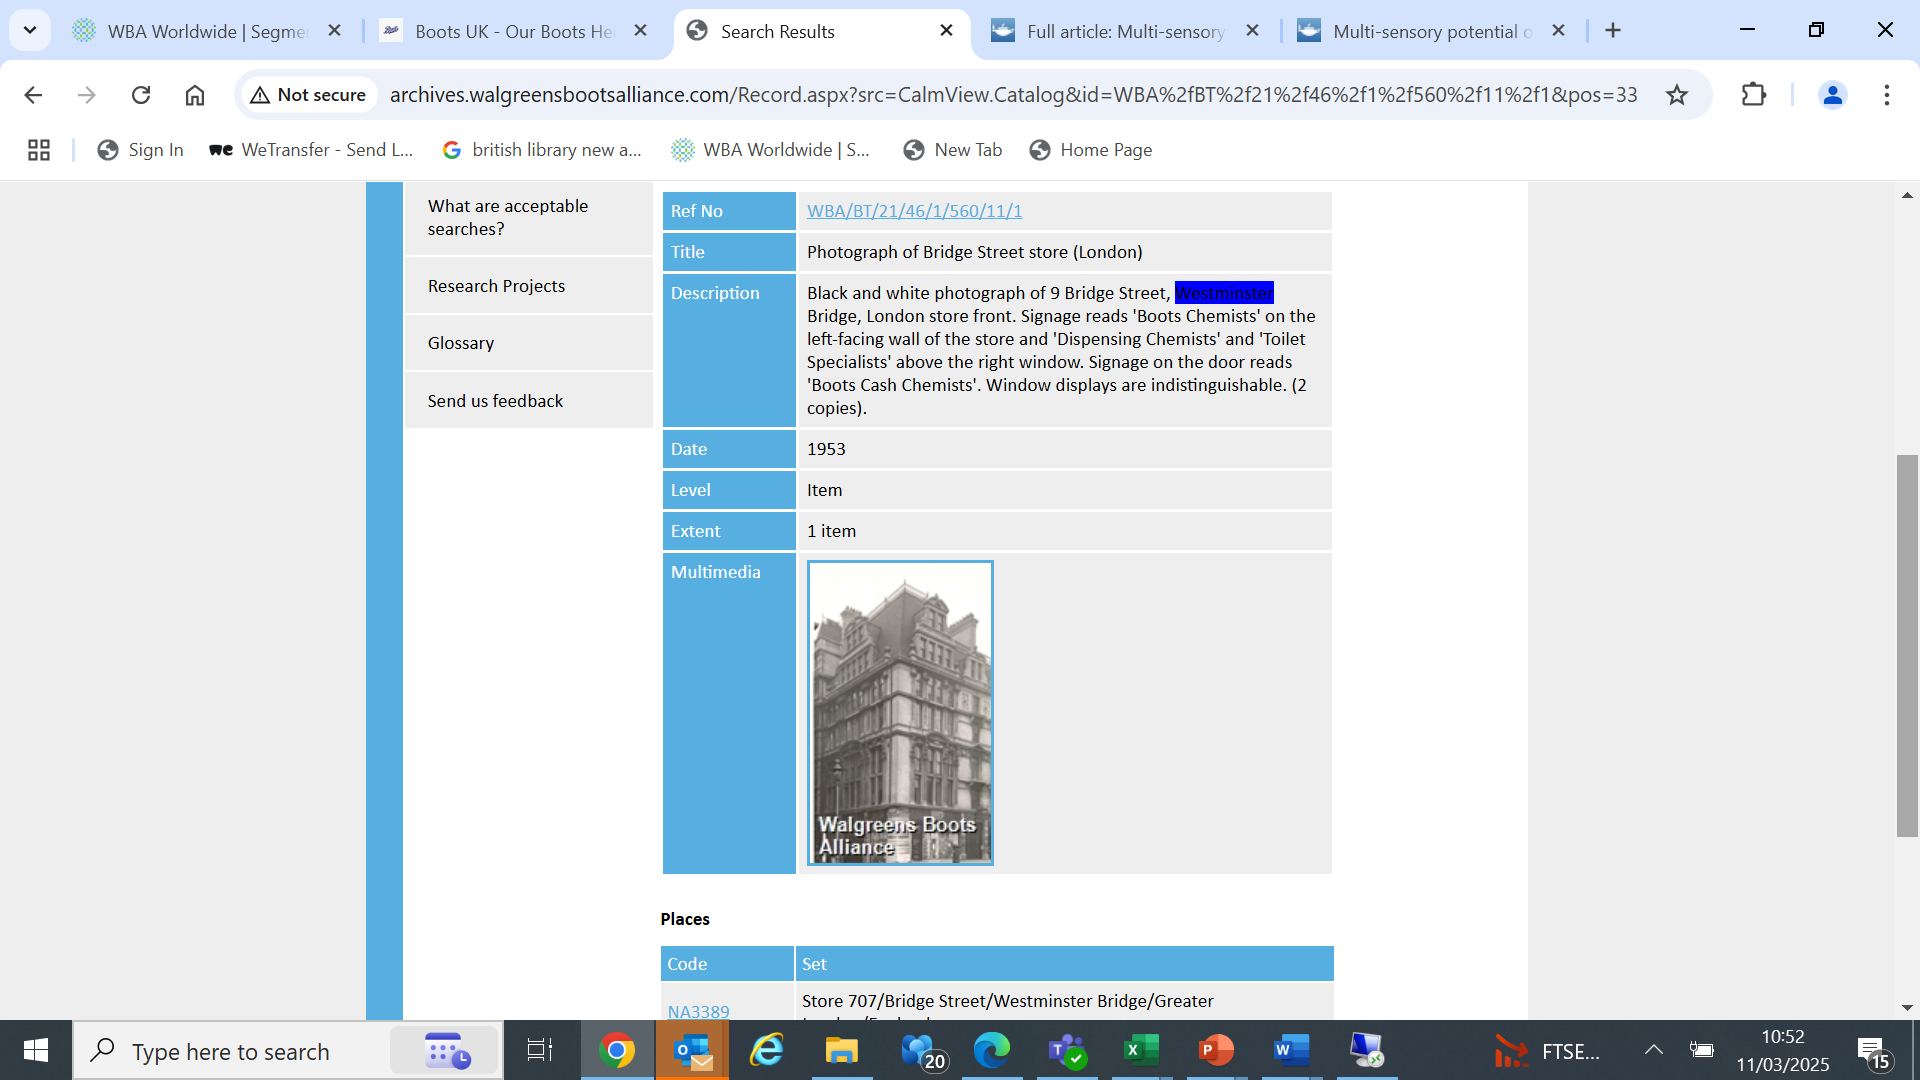 WBA Worldwide | Segme
Boots UK - Our Boots He
Search Results
Full article: Multi-sensory
Multi-sensory potential o
Not secure
archives.walgreensbootsalliance.com/Record.aspx?src=CalmView.Catalog&id=WBA%2fBT%2f21%2f46%2f1%2f560%2f11%2f1&pos=33
Sign In
WeTransfer - Send L...
british library new a...
WBA Worldwide | S...
New Tab
Home Page
What are acceptable
searches?
Research Projects
Glossary
Send us feedback
Ref No WBA/BT/21/46/1/560/11/1
Title Photograph of Bridge Street store (London)
Description Black and white photograph of 9 Bridge Street, Westminster
Bridge, London store front. Signage reads 'Boots Chemists' on the
left-facing wall of the store and 'Dispensing Chemists' and 'Toilet
Specialists' above the right window. Signage on the door reads
'Boots Cash Chemists'. Window displays are indistinguishable. (2
copies).
Date 1953
Level Item
Extent 1 item
Multimedia
Walgreens Boots
Alliance
Places
Code Set
NA3389 Store 707/Bridge Street/Westminster Bridge/Greater
Type here to search
20
FTSE...
10:52
11/03/2025
15